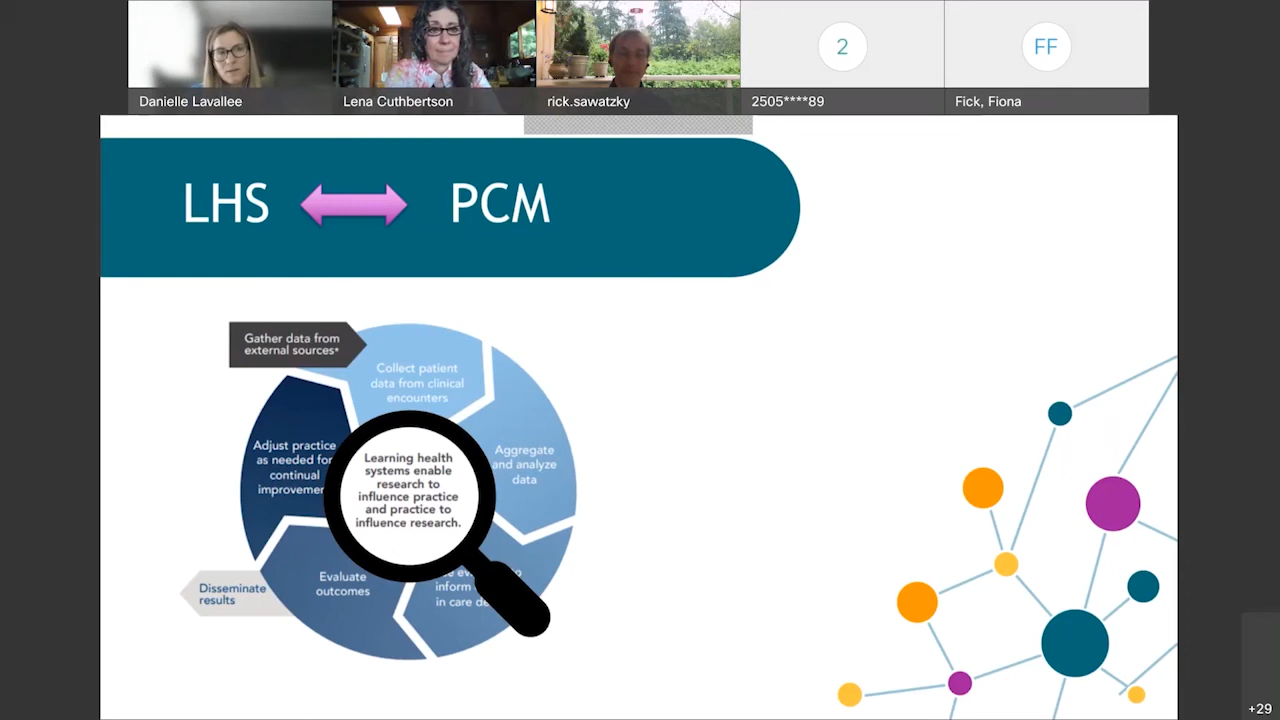 Danielle Lavallee
Lena Cuthbertson
rick.sawatzky
2
2505****89
FF
Fick, Fiona
LHS
PCM
Gather data from
external sources*
Collect patient
data from clinical
encounters
Adjust practice
as needed for
continual
Aggregate
and analyze
data
Learning health
systems enable
research to
influence practice
and practice to
influence research.
Evaluate
outcomes
inform
in care
Disseminate
results
+29